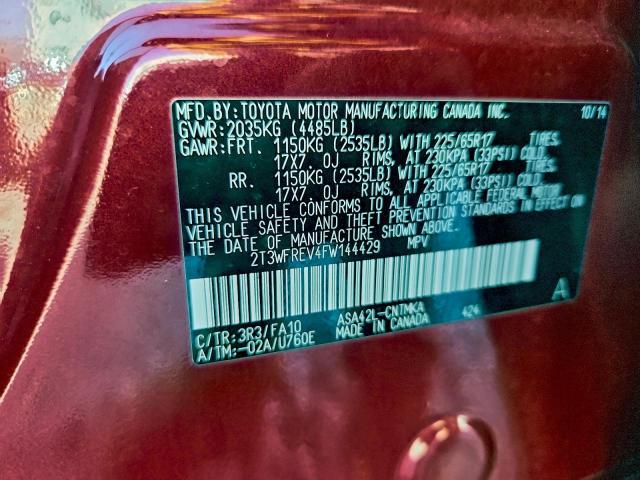 MFD.BY:TOYOTA MOTOR MANUFACTURING CANADA INC. 10/14
GVWR:2035KG (4485LB)
GAWR:FRT. 1150KG (2535LB) WITH 225/65R17 TIRES.
17X7.0J RIMS, AT 230KPA (33PSI) COLD.
RR. 1150KG (2535LB) WITH 225/65R17 TIRES.
17X7.0J RIMS, AT 230KPA (33PSI) COLD.
THIS VEHICLE CONFORMS TO ALL APPLICABLE FEDERAL MOTOR
VEHICLE SAFETY AND THEFT PREVENTION STANDARDS IN EFFECT ON
THE DATE OF MANUFACTURE SHOWN ABOVE.
2T3WFREV4FW144429 MPV
A
C/TR:3R3/FA10 ASA42L-CNTMKA 424
A/TM:-02A/U760E MADE IN CANADA